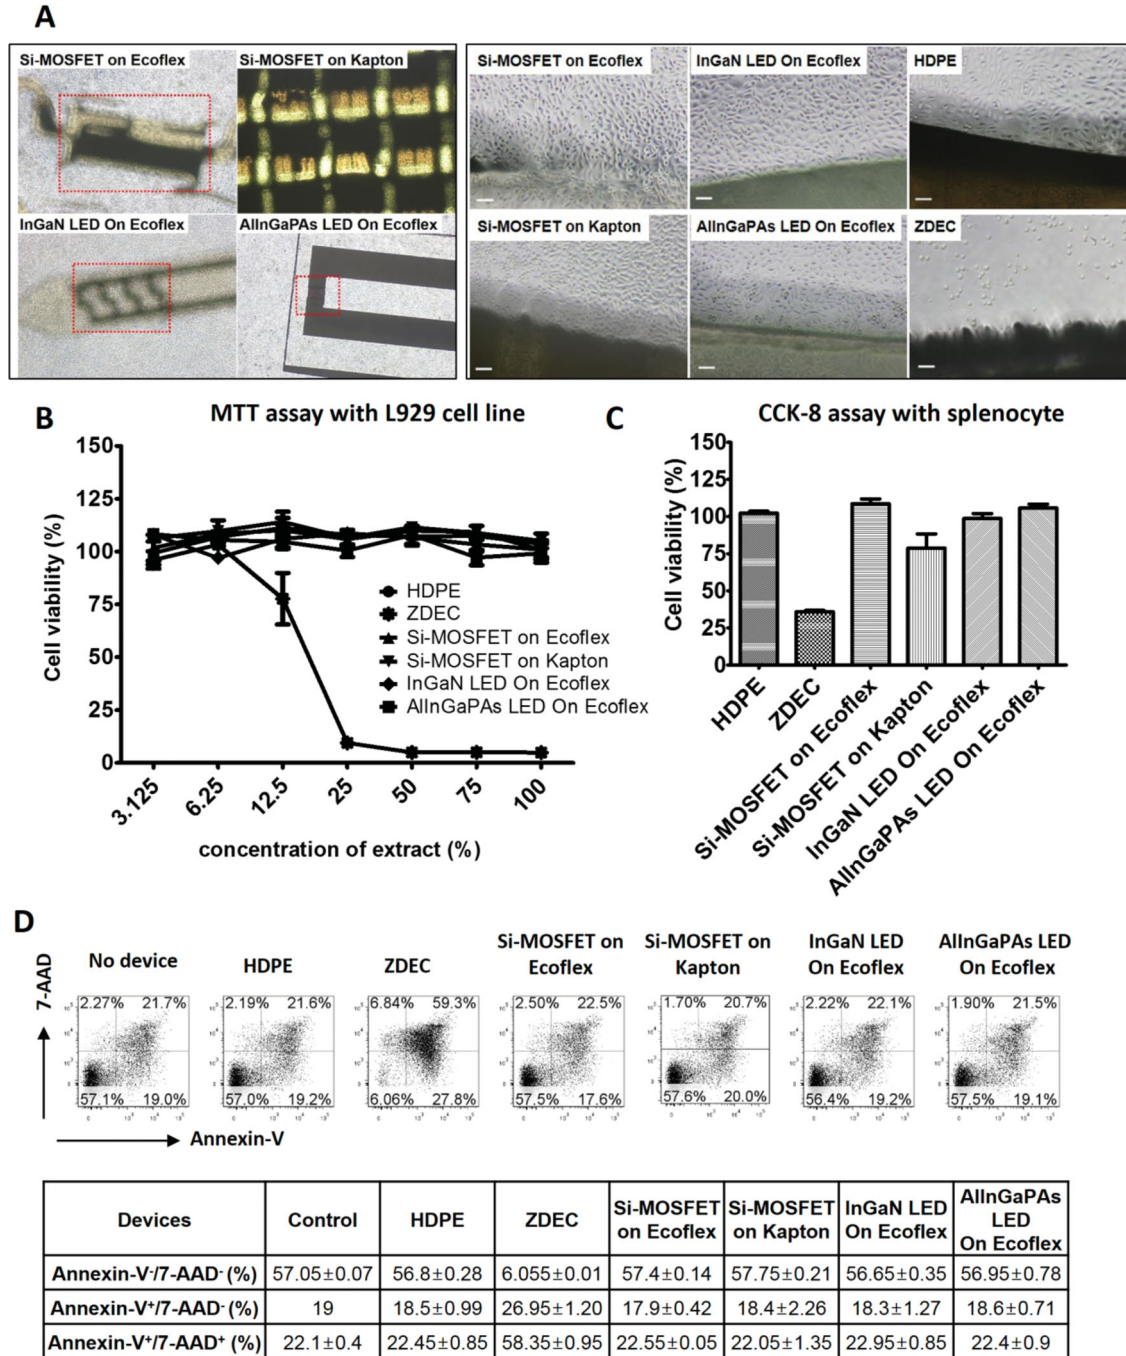 A
Si-MOSFET on Ecoflex
Si-MOSFET on Kapton
InGaN LED On Ecoflex
AlInGaPAs LED On Ecoflex
Si-MOSFET on Ecoflex
InGaN LED On Ecoflex
HDPE
Si-MOSFET on Kapton
AlInGaPAs LED On Ecoflex
ZDEC
B
MTT assay with L929 cell line
Cell viability (%)
150
125
100
75
50
25
0
HDPE
ZDEC
Si-MOSFET on Ecoflex
Si-MOSFET on Kapton
InGaN LED On Ecoflex
AlInGaPAs LED On Ecoflex
3.125 6.25 12.5 25 50 75 100
concentration of extract (%)
C
CCK-8 assay with splenocyte
Cell viability (%)
150
125
100
75
50
25
0
HDPE
ZDEC
Si-MOSFET on Ecoflex
Si-MOSFET on Kapton
InGaN LED On Ecoflex
AlInGaPAs LED On Ecoflex
D
7-AAD
Annexin-V
No device
2.27% 21.7%
57.1% 19.0%
HDPE
2.19% 21.6%
57.0% 19.2%
ZDEC
6.84% 59.3%
6.06% 27.8%
Si-MOSFET on
Ecoflex
2.50% 22.5%
57.5% 17.6%
Si-MOSFET on
Kapton
1.70% 20.7%
57.6% 20.0%
InGaN LED
On Ecoflex
2.22% 22.1%
56.4% 19.2%
AlInGaPAs LED
On Ecoflex
1.90% 21.5%
57.5% 19.1%
Devices Control HDPE ZDEC Si-MOSFET on Ecoflex Si-MOSFET on Kapton InGaN LED On Ecoflex AlInGaPAs LED On Ecoflex
Annexin-V⁻/7-AAD⁻ (%) 57.05±0.07 56.8±0.28 6.055±0.01 57.4±0.14 57.75±0.21 56.65±0.35 56.95±0.78
Annexin-V⁺/7-AAD⁻ (%) 19 18.5±0.99 26.95±1.20 17.9±0.42 18.4±2.26 18.3±1.27 18.6±0.71
Annexin-V⁺/7-AAD⁺ (%) 22.1±0.4 22.45±0.85 58.35±0.95 22.55±0.05 22.05±1.35 22.95±0.85 22.4±0.9